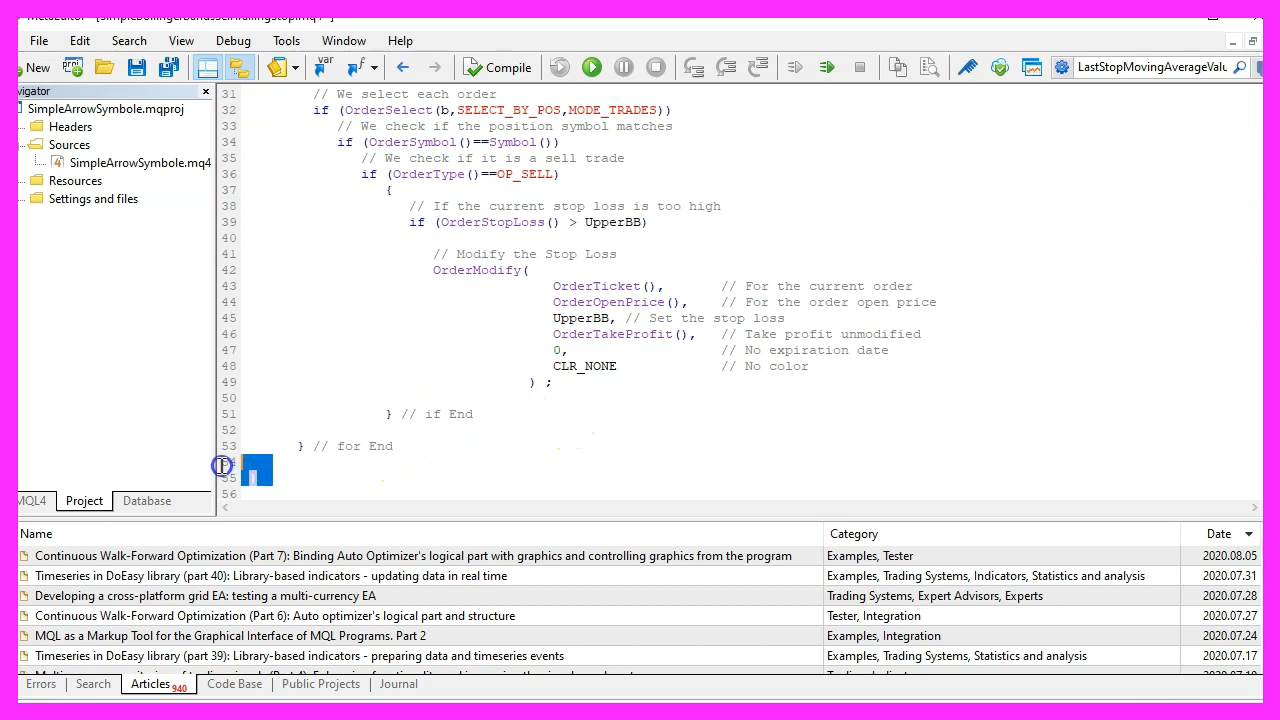 File Edit Search View Debug Tools Window Help
New var Compile LastStopMovingAverageValu
vigator
SimpleArrowSymbole.mqproj
Headers
Sources
SimpleArrowSymbole.mq4
Resources
Settings and files
MQL4 Project Database
31 // We select each order
32 if (OrderSelect(b,SELECT_BY_POS,MODE_TRADES))
33 // We check if the position symbol matches
34 if (OrderSymbol()==Symbol())
35 // We check if it is a sell trade
36 if (OrderType()==OP_SELL)
37 {
38 // If the current stop loss is too high
39 if (OrderStopLoss() > UpperBB)
40
41 // Modify the Stop Loss
42 OrderModify(
43 OrderTicket(), // For the current order
44 OrderOpenPrice(), // For the order open price
45 UpperBB, // Set the stop loss
46 OrderTakeProfit(), // Take profit unmodified
47 0, // No expiration date
48 CLR_NONE // No color
49 ) ;
50
51 } // if End
52
53 } // for End
54
55 }
56
Name Category Date
Continuous Walk-Forward Optimization (Part 7): Binding Auto Optimizer's logical part with graphics and controlling graphics from the program Examples, Tester 2020.08.05
Timeseries in DoEasy library (part 40): Library-based indicators - updating data in real time Examples, Trading Systems, Indicators, Statistics and analysis 2020.07.31
Developing a cross-platform grid EA: testing a multi-currency EA Trading Systems, Expert Advisors, Experts 2020.07.28
Continuous Walk-Forward Optimization (Part 6): Auto optimizer's logical part and structure Tester, Integration 2020.07.27
MQL as a Markup Tool for the Graphical Interface of MQL Programs. Part 2 Examples, Integration 2020.07.24
Timeseries in DoEasy library (part 39): Library-based indicators - preparing data and timeseries events Examples, Trading Systems, Statistics and analysis 2020.07.17
Errors Search Articles 940 Code Base Public Projects Journal